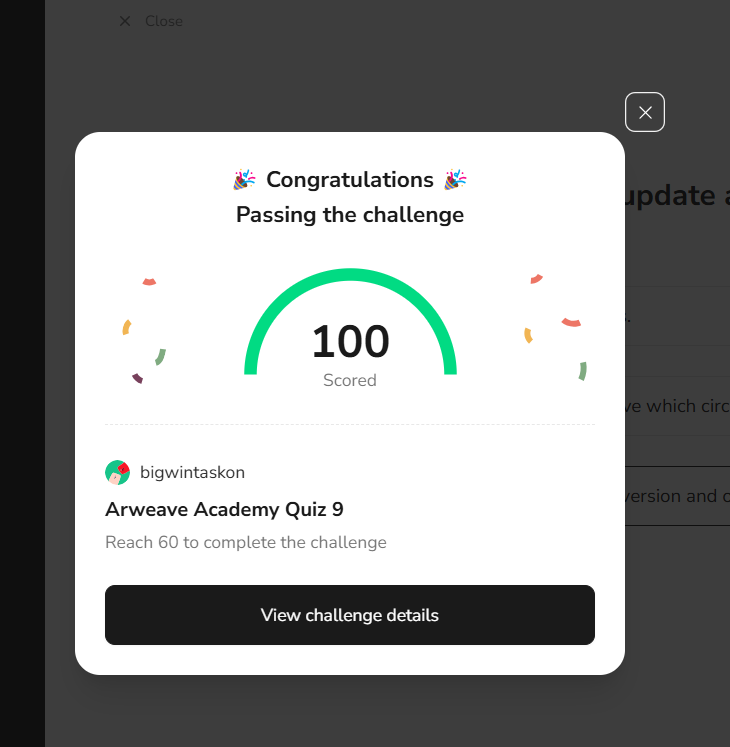 Close
🎉 Congratulations 🎉
Passing the challenge
update a
100
Scored
ve which circ
bigwintaskon
version and c
Arweave Academy Quiz 9
Reach 60 to complete the challenge
View challenge details